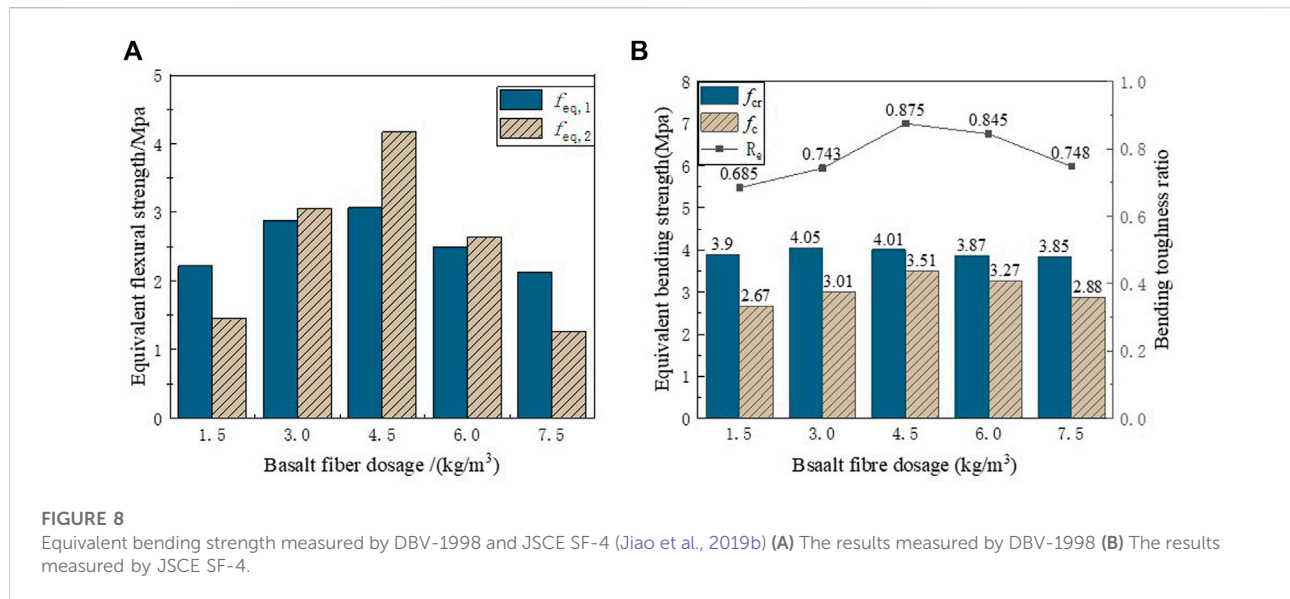 A
5
4
3
2
1
0
Equivalent flexural strength/Mpa
feq,1
feq,2
1.5 3.0 4.5 6.0 7.5
Basalt fiber dosage /(kg/m³)
B
8
7
6
5
4
3
2
1
0
Equivalent bending strength(Mpa)
fcr
fc
Re
0.685 0.743 0.875 0.845 0.748
3.9 4.05 4.01 3.87 3.85
2.67 3.01 3.51 3.27 2.88
1.0
0.8
0.6
0.4
0.2
0.0
Bending toughness ratio
1.5 3.0 4.5 6.0 7.5
Bsaalt fibre dosage (kg/m³)
FIGURE 8
Equivalent bending strength measured by DBV-1998 and JSCE SF-4 (Jiao et al., 2019b) (A) The results measured by DBV-1998 (B) The results
measured by JSCE SF-4.